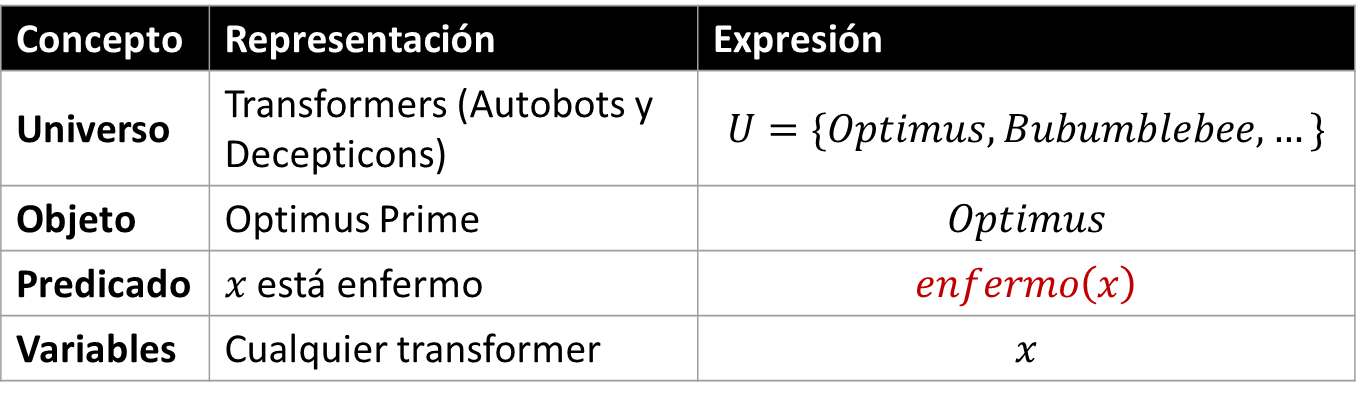 Concepto Representación Expresión
Universo Transformers (Autobots y Decepticons) U = {Optimus, Bubumblebee, … }
Objeto Optimus Prime Optimus
Predicado x está enfermo enfermo(x)
Variables Cualquier transformer x